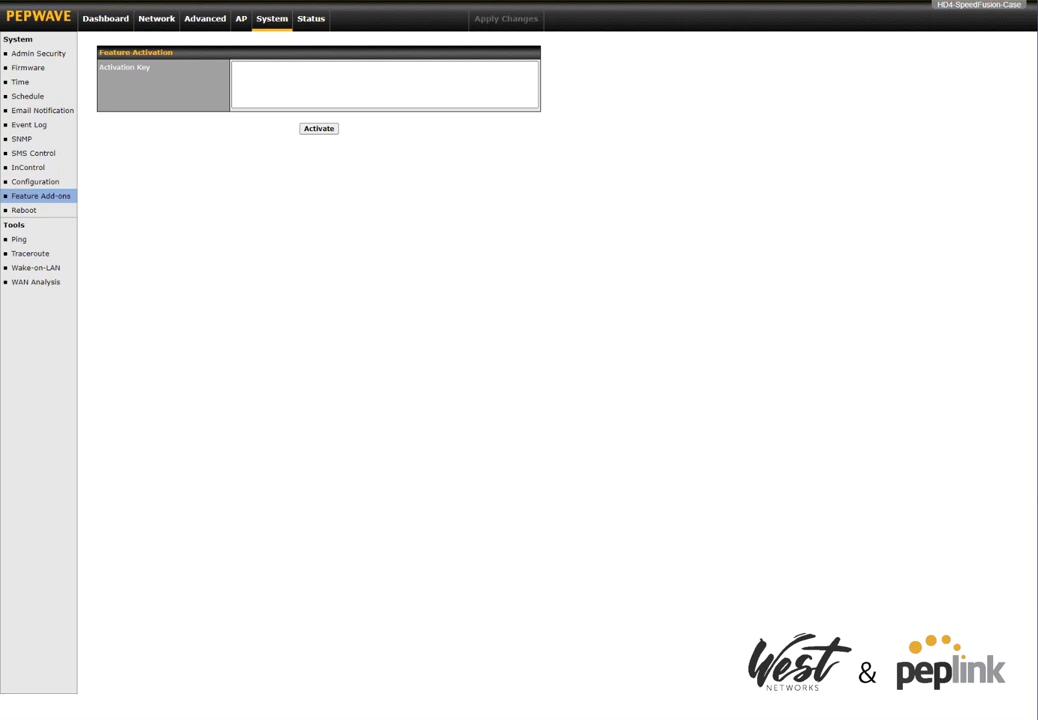 HD4-SpeedFusion-Case
PEPWAVE
Dashboard
Network
Advanced
AP
System
Status
Apply Changes
System
Admin Security
Firmware
Time
Schedule
Email Notification
Event Log
SNMP
SMS Control
InControl
Configuration
Feature Add-ons
Reboot
Tools
Ping
Traceroute
Wake-on-LAN
WAN Analysis
Feature Activation
Activation Key
Activate
West
NETWORKS
&
peplink